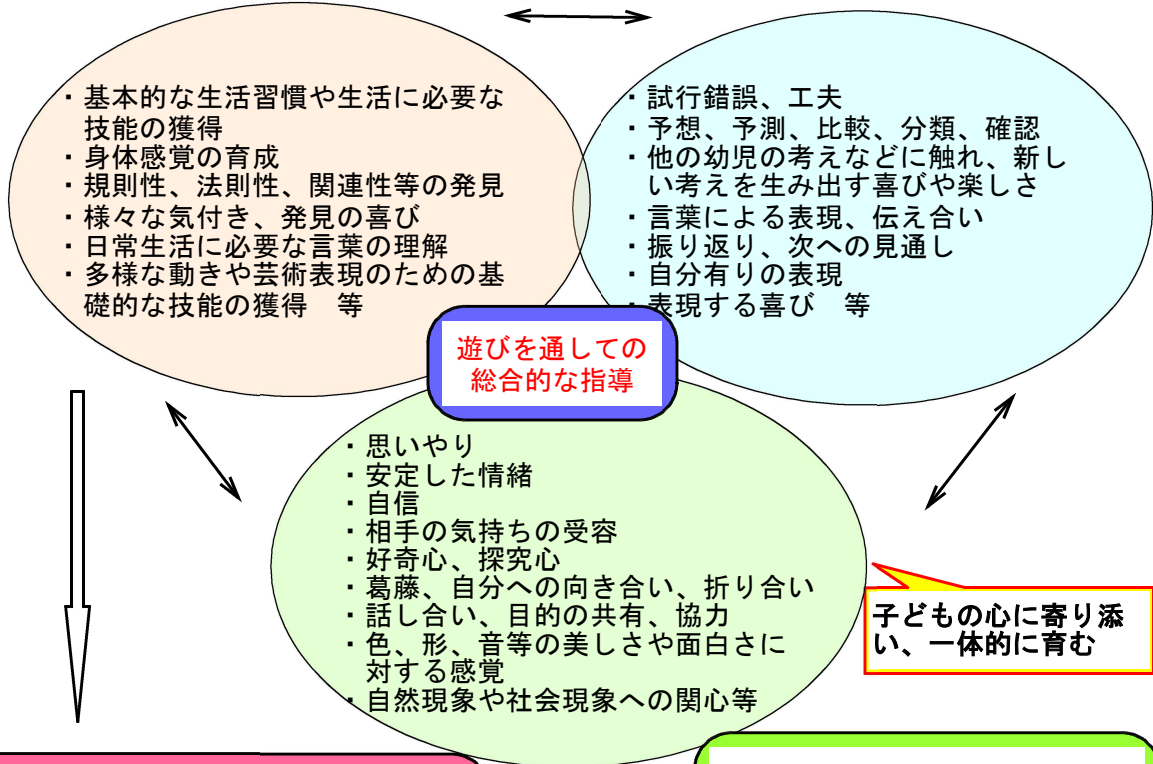 ・基本的な生活習慣や生活に必要な
技能の獲得
・身体感覚の育成
・規則性、法則性、関連性等の発見
・様々な気付き、発見の喜び
・日常生活に必要な言葉の理解
・多様な動きや芸術表現のための基
礎的な技能の獲得　等
・試行錯誤、工夫
・予想、予測、比較、分類、確認
・他の幼児の考えなどに触れ、新し
い考えを生み出す喜びや楽しさ
・言葉による表現、伝え合い
・振り返り、次への見通し
・自分有りの表現
・表現する喜び　等
遊びを通しての
総合的な指導
・思いやり
・安定した情緒
・自信
・相手の気持ちの受容
・好奇心、探究心
・葛藤、自分への向き合い、折り合い
・話し合い、目的の共有、協力
・色、形、音等の美しさや面白さに
対する感覚
・自然現象や社会現象への関心等
子どもの心に寄り添
い、一体的に育む